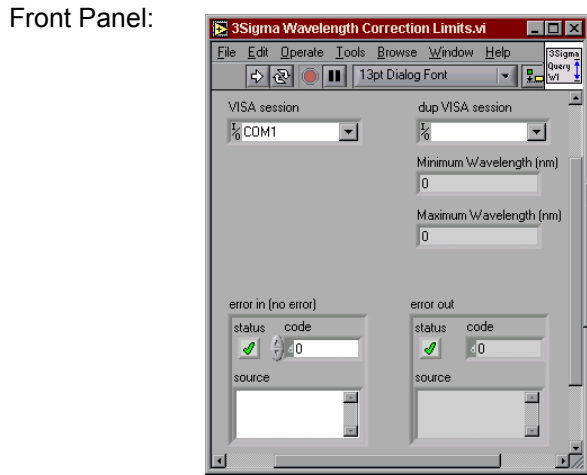 Front Panel:
3Sigma Wavelength Correction Limits.vi
File Edit Operate Tools Browse Window Help
3Sigma
Query
Wl
13pt Dialog Font
VISA session
dup VISA session
I/0 COM1
I/0
Minimum Wavelength (nm)
0
Maximum Wavelength (nm)
0
error in (no error)
error out
status code
status code
d 0
d 0
source
source